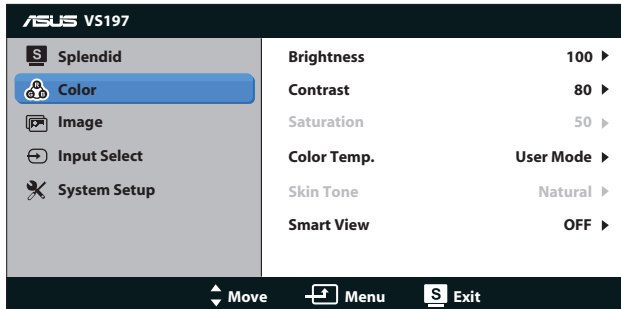 ASUS VS197
S Splendid
Color
Image
Input Select
System Setup
Brightness 100
Contrast 80
Saturation 50
Color Temp. User Mode
Skin Tone Natural
Smart View OFF
Move Menu S Exit